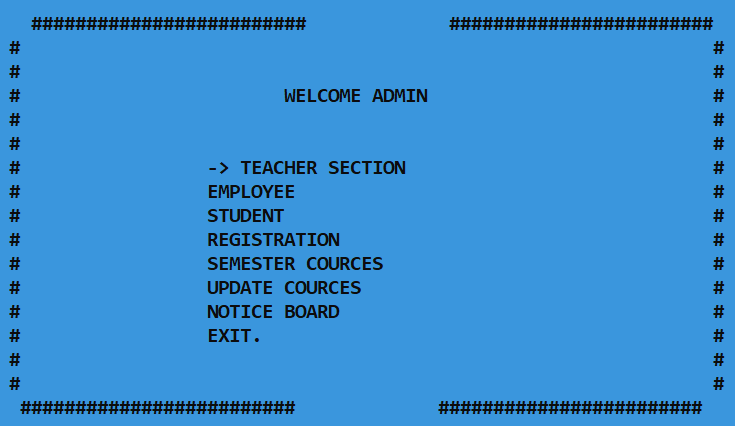 #########################             ########################
#                                                               #
#                                                               #
#                        WELCOME ADMIN                          #
#                                                               #
#                                                               #
#                 -> TEACHER SECTION                            #
#                 EMPLOYEE                                      #
#                 STUDENT                                       #
#                 REGISTRATION                                  #
#                 SEMESTER COURCES                              #
#                 UPDATE COURCES                                #
#                 NOTICE BOARD                                  #
#                 EXIT.                                         #
#                                                               #
#                                                               #
#########################             ########################